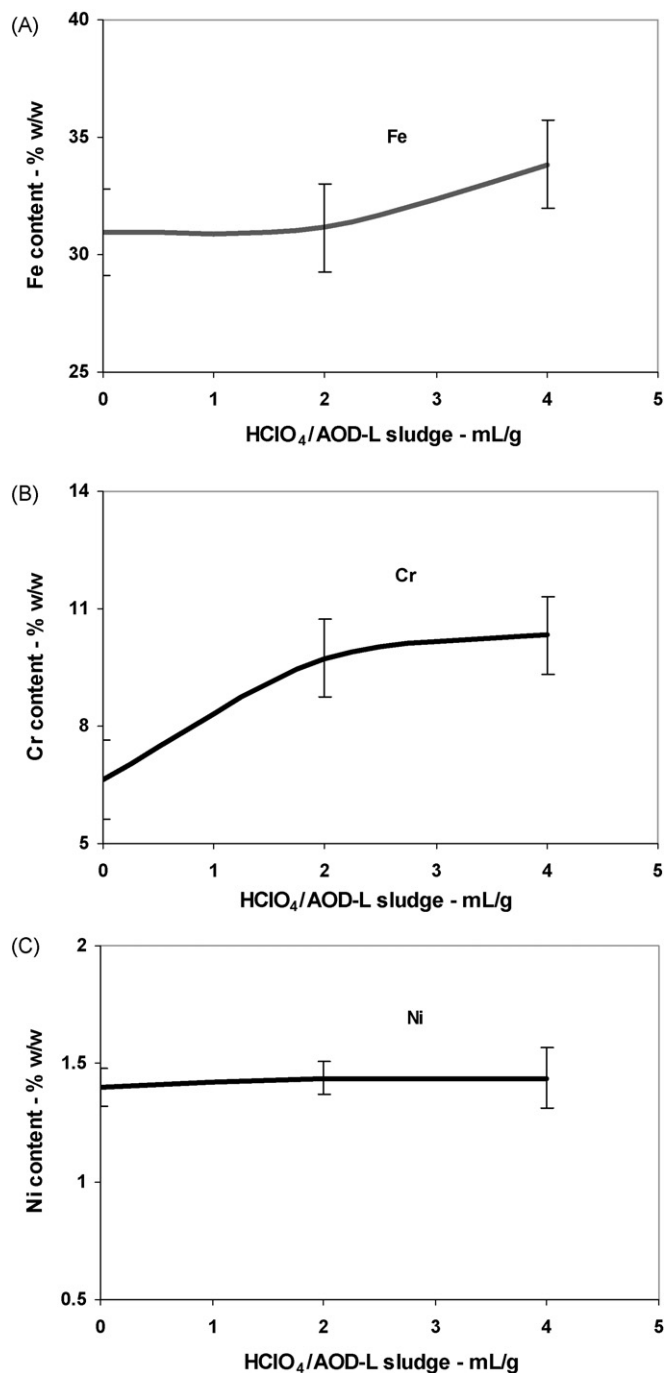 (A)
40
35
30
25
Fe content - % w/w
Fe
0 1 2 3 4 5
HClO₄/AOD-L sludge - mL/g
(B)
14
11
8
5
Cr content - % w/w
Cr
0 1 2 3 4 5
HClO₄/AOD-L sludge - mL/g
(C)
2
1.5
1
0.5
Ni content - % w/w
Ni
0 1 2 3 4 5
HClO₄/AOD-L sludge - mL/g